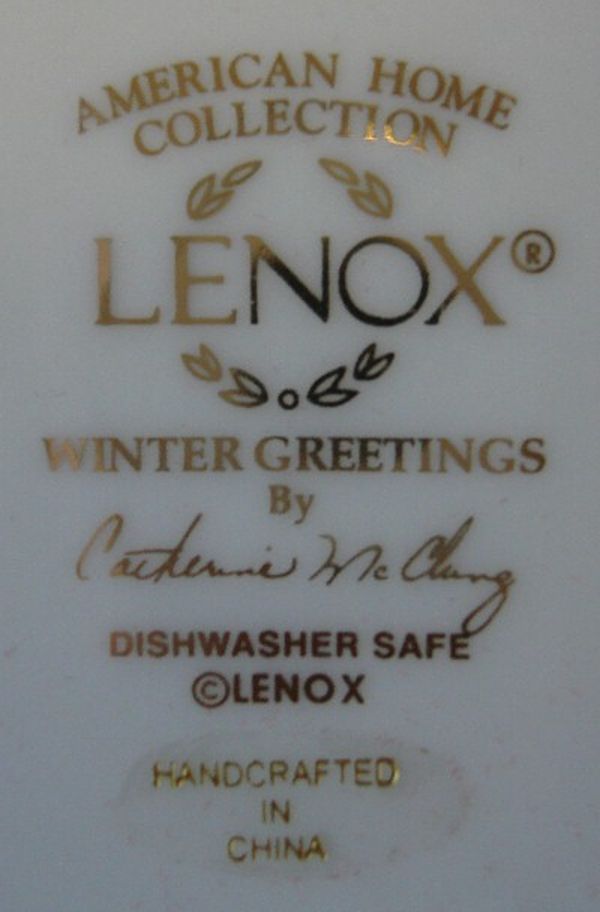 AMERICAN HOME
COLLECTION
LENOX®
WINTER GREETINGS
By
Catherine McClung
DISHWASHER SAFE
©LENOX
HANDCRAFTED
IN
CHINA